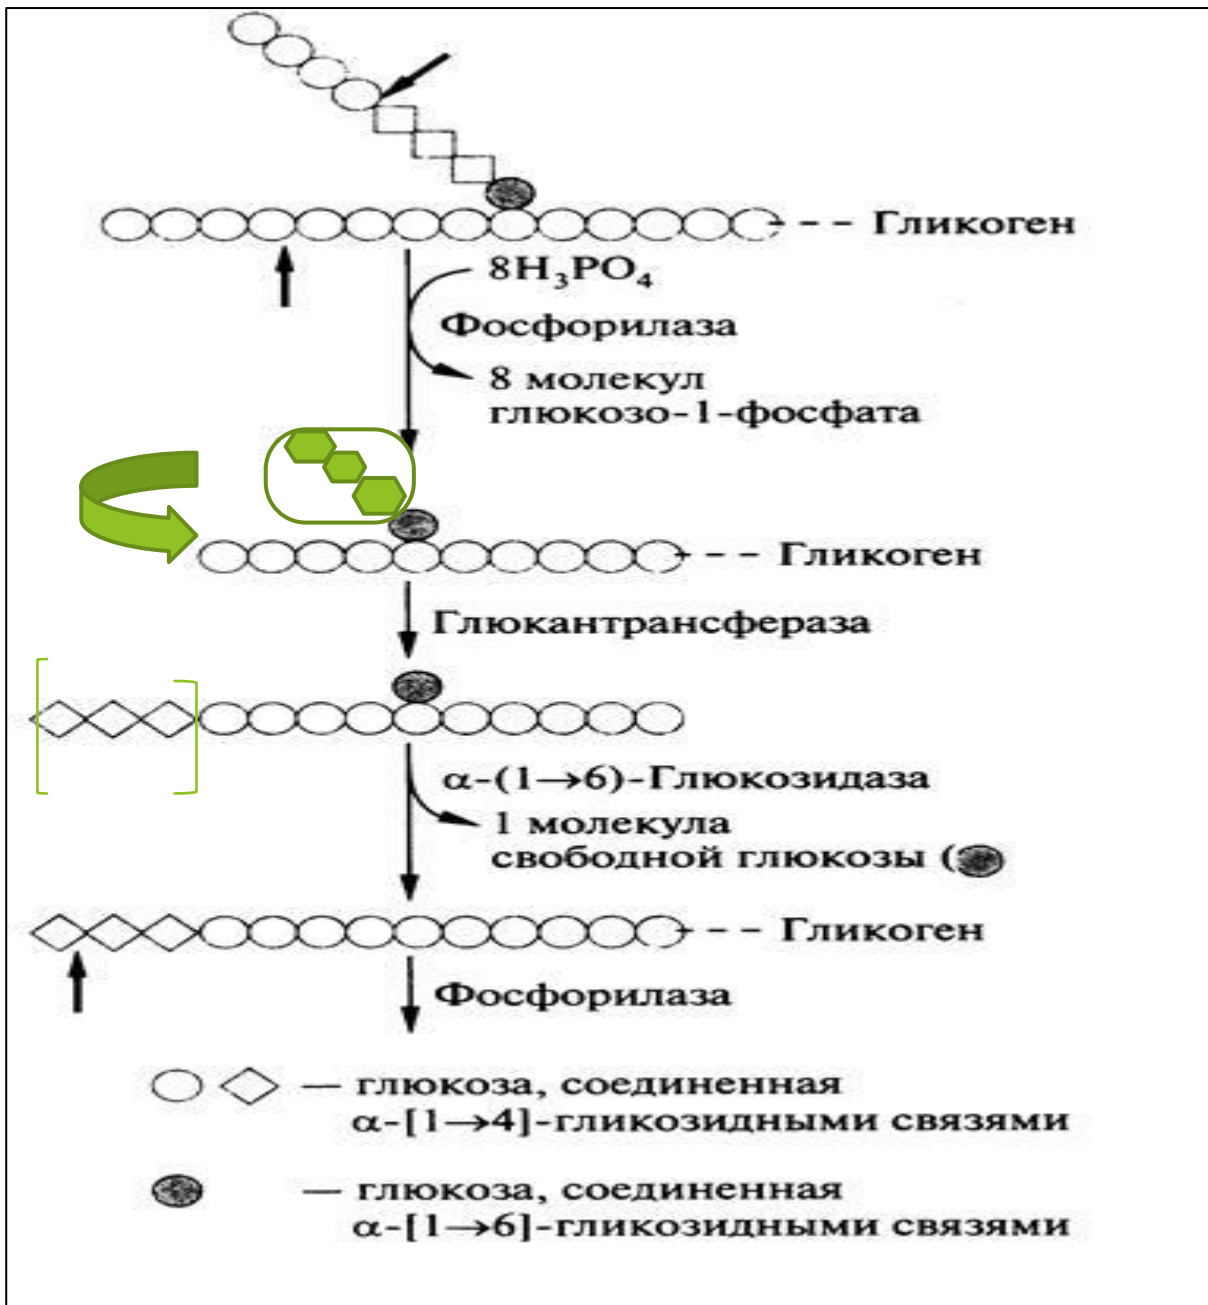 Гликоген
8H₃PO₄
Фосфорилаза
8 молекул
глюкозо-1-фосфата
Гликоген
Глюкантрансфераза
α-(1→6)-Глюкозидаза
1 молекула
свободной глюкозы (
Гликоген
Фосфорилаза
— глюкоза, соединенная
α-[1→4]-гликозидными связями
— глюкоза, соединенная
α-[1→6]-гликозидными связями